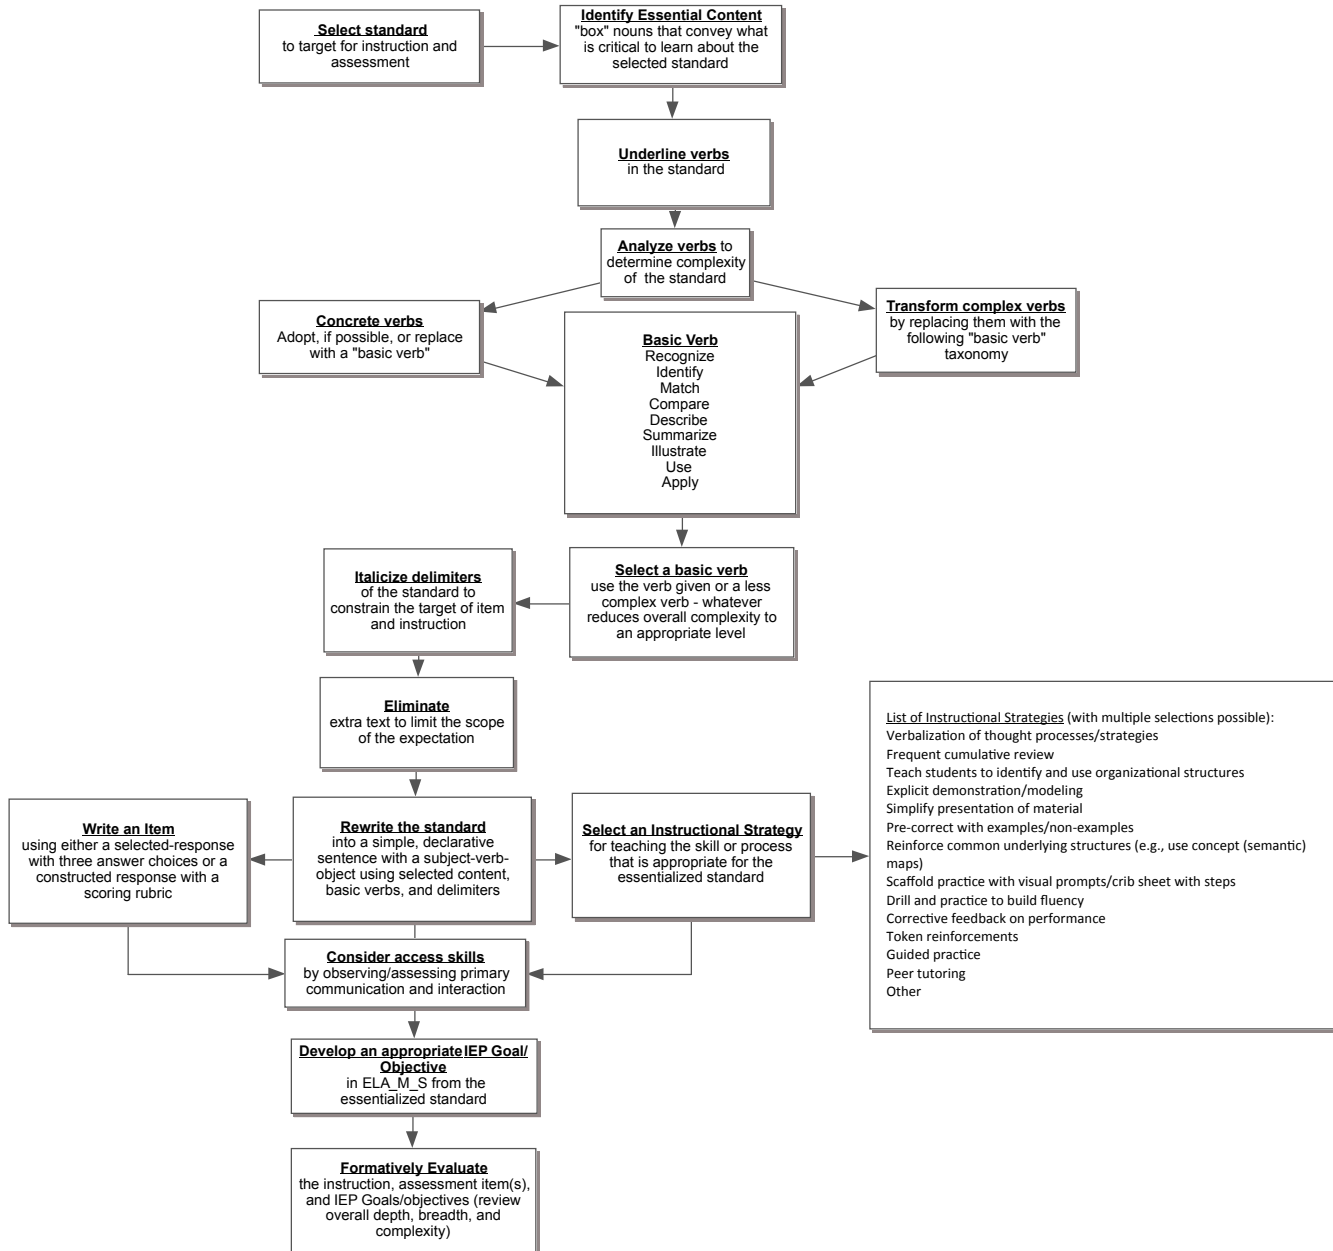 Select standard
to target for instruction and
assessment
Identify Essential Content
"box" nouns that convey what
is critical to learn about the
selected standard
Underline verbs
in the standard
Analyze verbs to
determine complexity
of the standard
Concrete verbs
Adopt, if possible, or replace
with a "basic verb"
Transform complex verbs
by replacing them with the
following "basic verb"
taxonomy
Basic Verb
Recognize
Identify
Match
Compare
Describe
Summarize
Illustrate
Use
Apply
Select a basic verb
use the verb given or a less
complex verb - whatever
reduces overall complexity to
an appropriate level
Italicize delimiters
of the standard to
constrain the target of item
and instruction
Eliminate
extra text to limit the scope
of the expectation
Rewrite the standard
into a simple, declarative
sentence with a subject-verb-
object using selected content,
basic verbs, and delimiters
Write an Item
using either a selected-response
with three answer choices or a
constructed response with a
scoring rubric
Select an Instructional Strategy
for teaching the skill or process
that is appropriate for the
essentialized standard
List of Instructional Strategies (with multiple selections possible):
Verbalization of thought processes/strategies
Frequent cumulative review
Teach students to identify and use organizational structures
Explicit demonstration/modeling
Simplify presentation of material
Pre-correct with examples/non-examples
Reinforce common underlying structures (e.g., use concept (semantic)
maps)
Scaffold practice with visual prompts/crib sheet with steps
Drill and practice to build fluency
Corrective feedback on performance
Token reinforcements
Guided practice
Peer tutoring
Other
Consider access skills
by observing/assessing primary
communication and interaction
Develop an appropriate IEP Goal/
Objective
in ELA_M_S from the
essentialized standard
Formatively Evaluate
the instruction, assessment item(s),
and IEP Goals/objectives (review
overall depth, breadth, and
complexity)